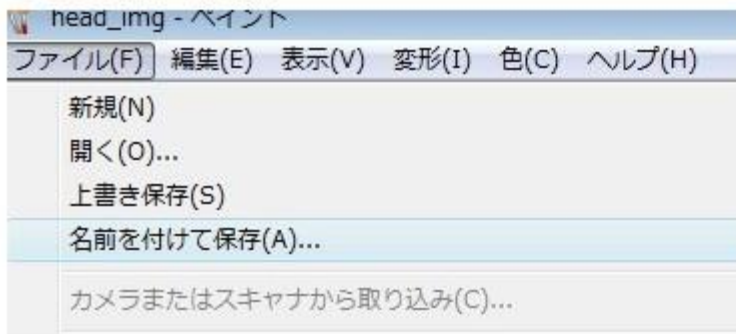 head_img - ペイント
ファイル(F) 編集(E) 表示(V) 変形(I) 色(C) ヘルプ(H)
新規(N)
開く(O)...
上書き保存(S)
名前を付けて保存(A)...
カメラまたはスキャナから取り込み(C)...